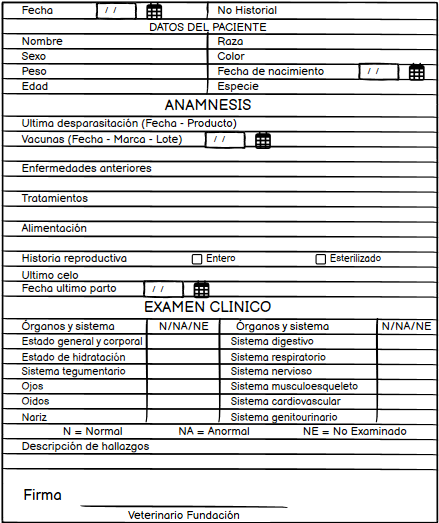 Fecha / / No Historial
DATOS DEL PACIENTE
Nombre Raza
Sexo Color
Peso Fecha de nacimiento / /
Edad Especie
ANAMNESIS
Ultima desparasitación (Fecha - Producto)
Vacunas (Fecha - Marca - Lote) / /
Enfermedades anteriores
Tratamientos
Alimentación
Historia reproductiva Entero Esterilizado
Ultimo celo
Fecha ultimo parto / /
EXAMEN CLINICO
Órganos y sistema N/NA/NE Órganos y sistema N/NA/NE
Estado general y corporal Sistema digestivo
Estado de hidratación Sistema respiratorio
Sistema tegumentario Sistema nervioso
Ojos Sistema musculoesqueleto
Oidos Sistema cardiovascular
Nariz Sistema genitourinario
N = Normal NA = Anormal NE = No Examinado
Descripción de hallazgos
Firma
Veterinario Fundación